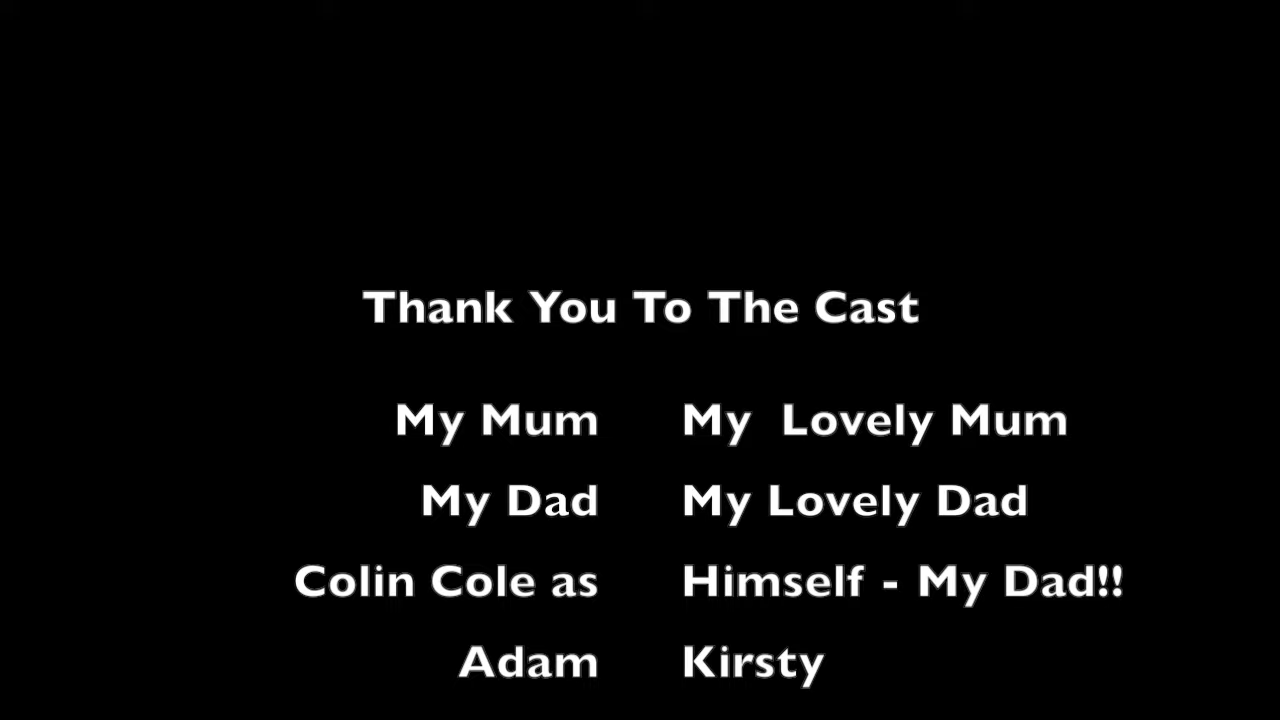 Thank You To The Cast
My Mum My Lovely Mum
My Dad My Lovely Dad
Colin Cole as Himself - My Dad!!
Adam Kirsty